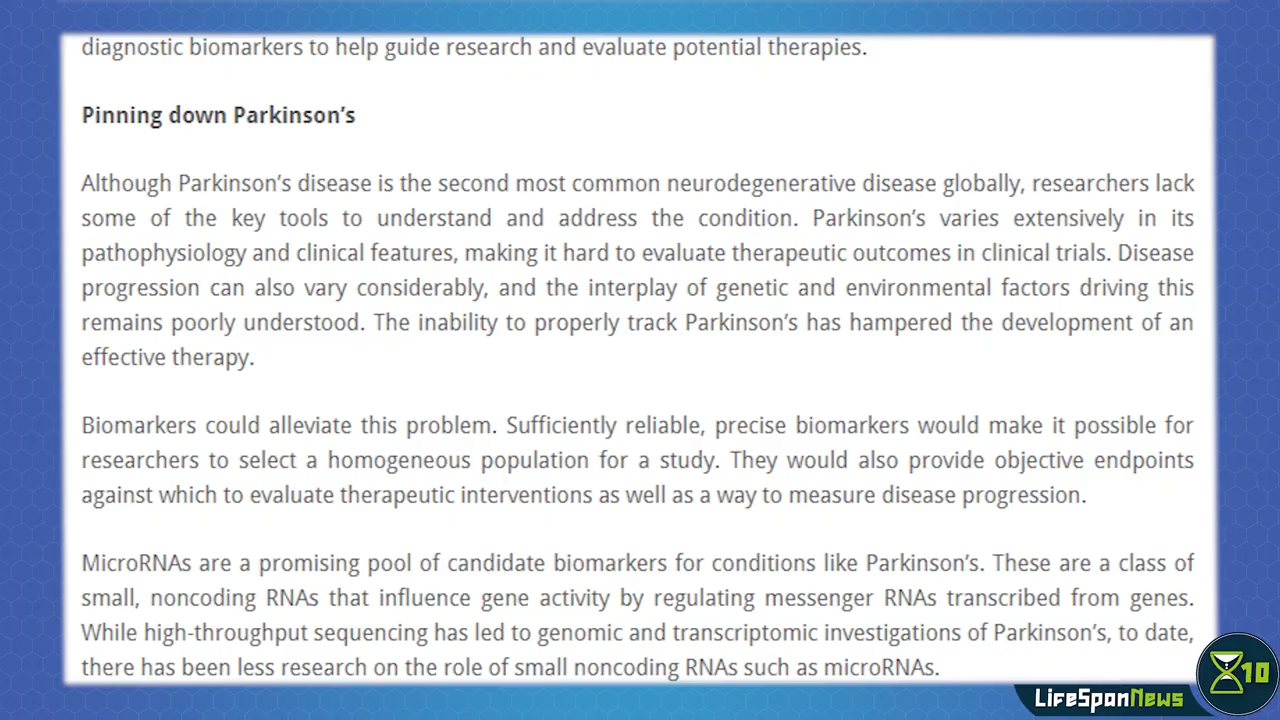 diagnostic biomarkers to help guide research and evaluate potential therapies.
Pinning down Parkinson's
Although Parkinson's disease is the second most common neurodegenerative disease globally, researchers lack
some of the key tools to understand and address the condition. Parkinson's varies extensively in its
pathophysiology and clinical features, making it hard to evaluate therapeutic outcomes in clinical trials. Disease
progression can also vary considerably, and the interplay of genetic and environmental factors driving this
remains poorly understood. The inability to properly track Parkinson's has hampered the development of an
effective therapy.
Biomarkers could alleviate this problem. Sufficiently reliable, precise biomarkers would make it possible for
researchers to select a homogeneous population for a study. They would also provide objective endpoints
against which to evaluate therapeutic interventions as well as a way to measure disease progression.
MicroRNAs are a promising pool of candidate biomarkers for conditions like Parkinson's. These are a class of
small, noncoding RNAs that influence gene activity by regulating messenger RNAs transcribed from genes.
While high-throughput sequencing has led to genomic and transcriptomic investigations of Parkinson's, to date,
there has been less research on the role of small noncoding RNAs such as microRNAs.
10
LifeSpanNews